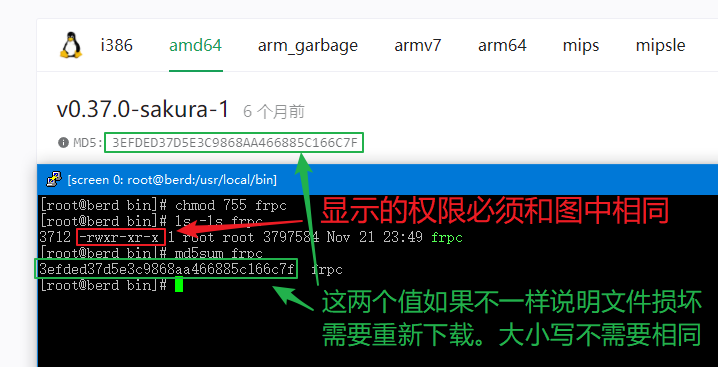 i386 amd64 arm_garbage armv7 arm64 mips mipsle
v0.37.0-sakura-1 6 个月前
MD5: 3EFDED37D5E3C9868AA466885C166C7F
[screen 0: root@berd:/usr/local/bin]
[root@berd bin]# chmod 755 frpc
[root@berd bin]# ls -ls frpc
显示的权限必须和图中相同
3712 -rwxr-xr-x 1 root root 3797584 Nov 21 23:49 frpc
[root@berd bin]# md5sum frpc
3efded37d5e3c9868aa466885c166c7f frpc
[root@berd bin]#
这两个值如果不一样说明文件损坏
需要重新下载。大小写不需要相同